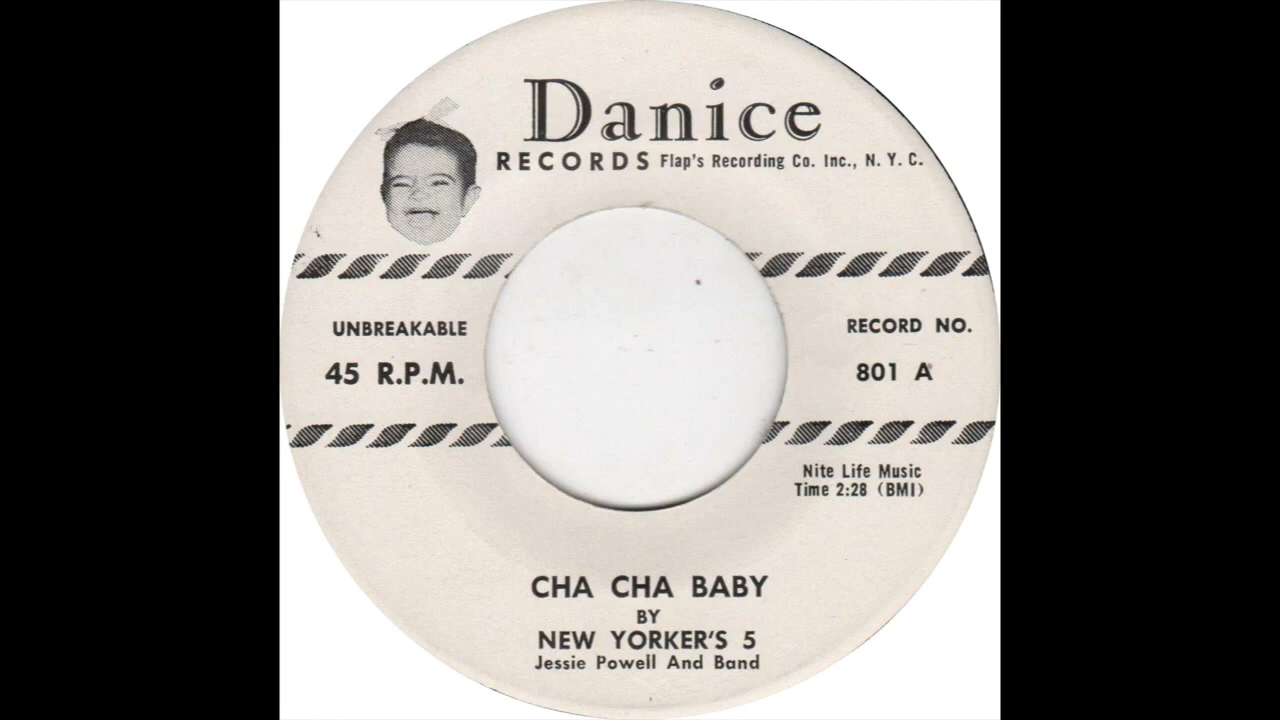 Danice
RECORDS Flap's Recording Co. Inc., N. Y. C.
UNBREAKABLE
45 R.P.M.
RECORD NO.
801 A
Nite Life Music
Time 2:28 (BMI)
CHA CHA BABY
BY
NEW YORKER'S 5
Jessie Powell And Band